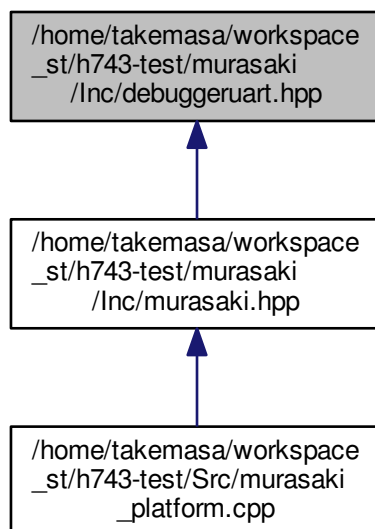 /home/takemasa/workspace
_st/h743-test/murasaki
/Inc/debuggeruart.hpp
/home/takemasa/workspace
_st/h743-test/murasaki
/Inc/murasaki.hpp
/home/takemasa/workspace
_st/h743-test/Src/murasaki
_platform.cpp